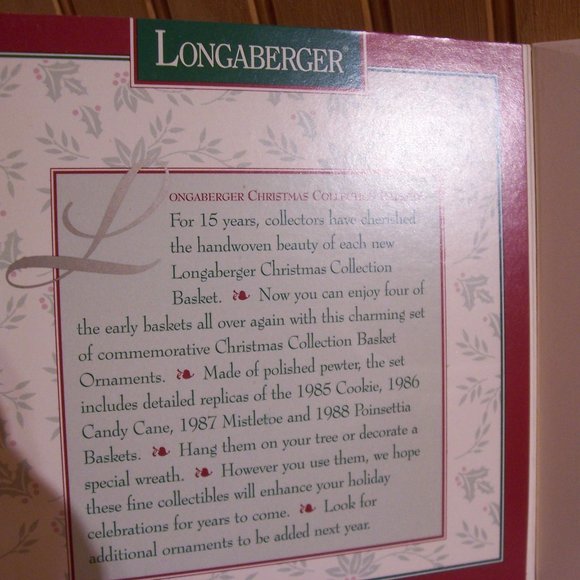 LONGABERGER®
LONGABERGER CHRISTMAS COLLECTION
For 15 years, collectors have cherished
the handwoven beauty of each new
Longaberger Christmas Collection
Basket. Now you can enjoy four of
the early baskets all over again with this charming set
of commemorative Christmas Collection Basket
Ornaments. Made of polished pewter, the set
includes detailed replicas of the 1985 Cookie, 1986
Candy Cane, 1987 Mistletoe and 1988 Poinsettia
Baskets. Hang them on your tree or decorate a
special wreath. However you use them, we hope
these fine collectibles will enhance your holiday
celebrations for years to come. Look for
additional ornaments to be added next year.